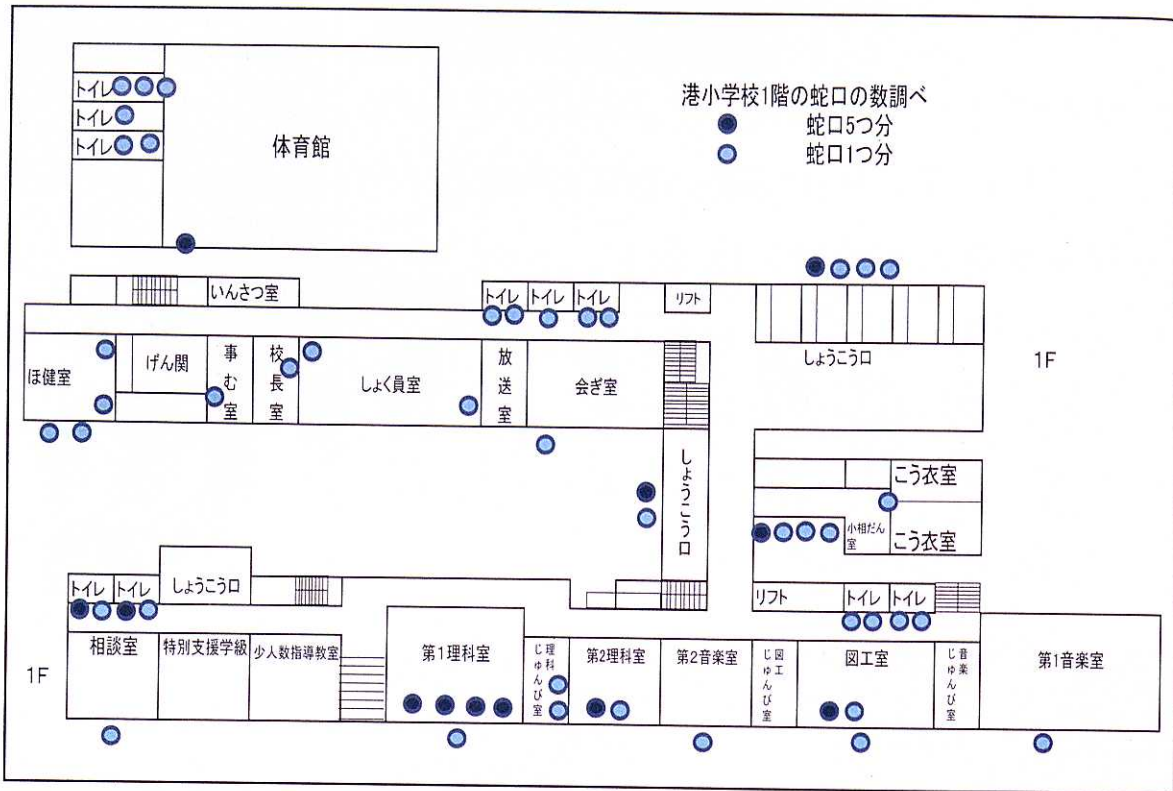 港小学校1階の蛇口の数調べ
蛇口5つ分
蛇口1つ分
トイレ
トイレ
トイレ
体育館
いんさつ室
トイレ
トイレ
トイレ
リフト
しょうこう口
1F
ほ健室
げん関
事む室
校長室
しょく員室
放送室
会ぎ室
しょうこう口
こう衣室
小相だん室
こう衣室
トイレ
トイレ
しょうこう口
リフト
トイレ
トイレ
1F
相談室
特別支援学級
少人数指導教室
第1理科室
理科じゅんび室
第2理科室
第2音楽室
図工じゅんび室
図工室
音楽じゅんび室
第1音楽室